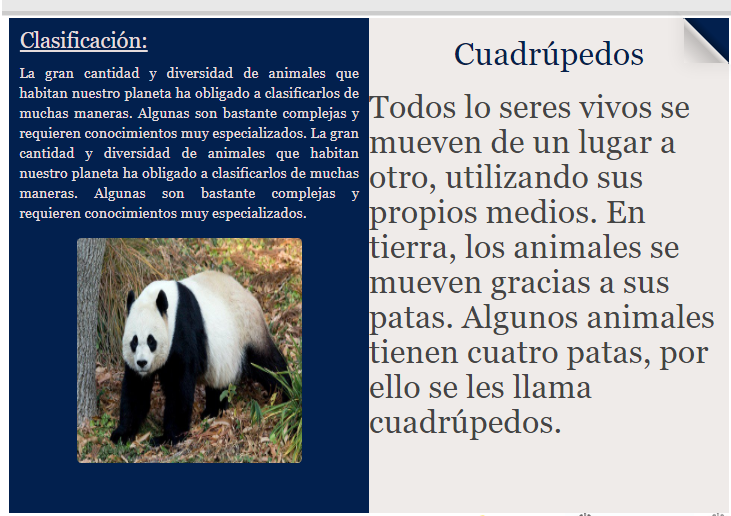 Clasificación:
La gran cantidad y diversidad de animales que
habitan nuestro planeta ha obligado a clasificarlos de
muchas maneras. Algunas son bastante complejas y
requieren conocimientos muy especializados. La gran
cantidad y diversidad de animales que habitan
nuestro planeta ha obligado a clasificarlos de muchas
maneras. Algunas son bastante complejas y
requieren conocimientos muy especializados.
Cuadrúpedos
Todos lo seres vivos se
mueven de un lugar a
otro, utilizando sus
propios medios. En
tierra, los animales se
mueven gracias a sus
patas. Algunos animales
tienen cuatro patas, por
ello se les llama
cuadrúpedos.